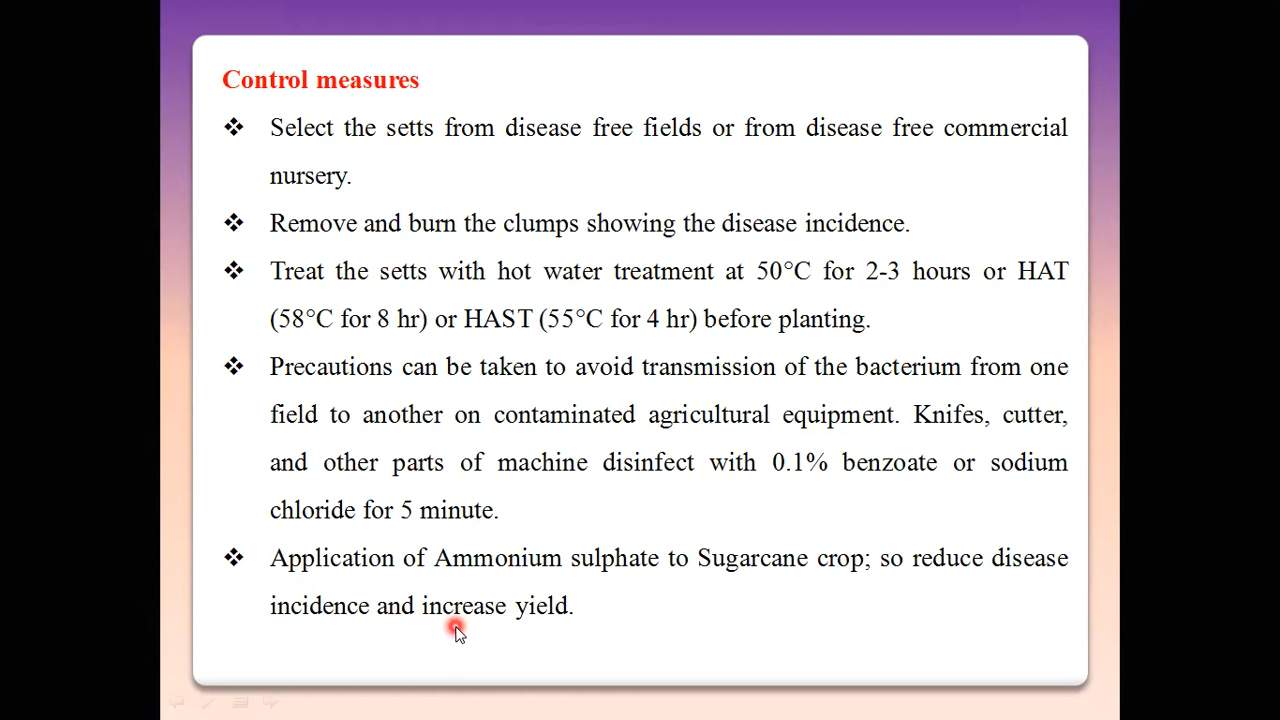 Control measures
❖ Select the setts from disease free fields or from disease free commercial
nursery.
❖ Remove and burn the clumps showing the disease incidence.
❖ Treat the setts with hot water treatment at 50°C for 2-3 hours or HAT
(58°C for 8 hr) or HAST (55°C for 4 hr) before planting.
❖ Precautions can be taken to avoid transmission of the bacterium from one
field to another on contaminated agricultural equipment. Knifes, cutter,
and other parts of machine disinfect with 0.1% benzoate or sodium
chloride for 5 minute.
❖ Application of Ammonium sulphate to Sugarcane crop; so reduce disease
incidence and increase yield.